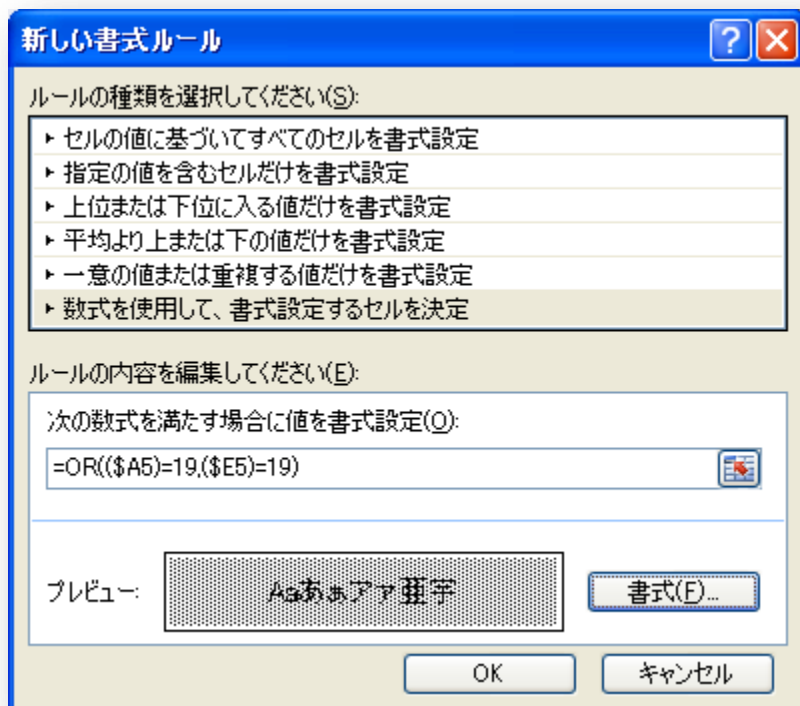 新しい書式ルール
ルールの種類を選択してください(S):
► セルの値に基づいてすべてのセルを書式設定
► 指定の値を含むセルだけを書式設定
► 上位または下位に入る値だけを書式設定
► 平均より上または下の値だけを書式設定
► 一意の値または重複する値だけを書式設定
► 数式を使用して、書式設定するセルを決定
ルールの内容を編集してください(E):
次の数式を満たす場合に値を書式設定(O):
=OR(($A5)=19,($E5)=19)
プレビュー: Aaあぁアァ亜宇 書式(F)...
OK キャンセル